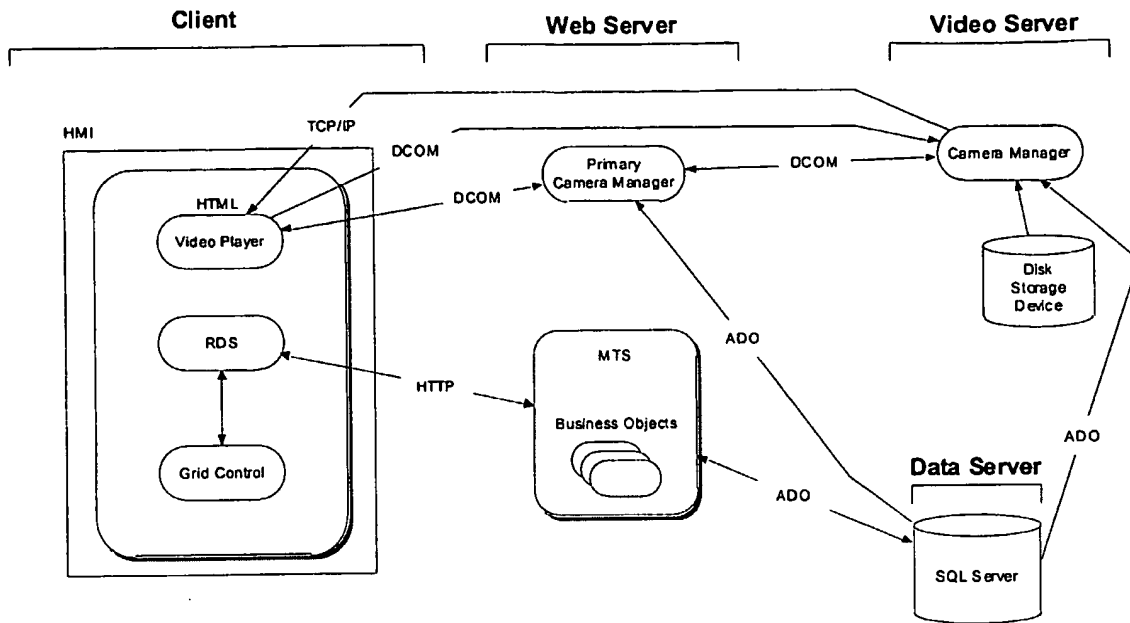 Client
Web Server
Video Server
HMI
TCP/IP
DCOM
Primary
Camera Manager
DCOM
Camera Manager
DCOM
HTML
Video Player
Disk
Storage
Device
RDS
ADO
MTS
HTTP
Business Objects
ADO
Grid Control
Data Server
ADO
SQL Server